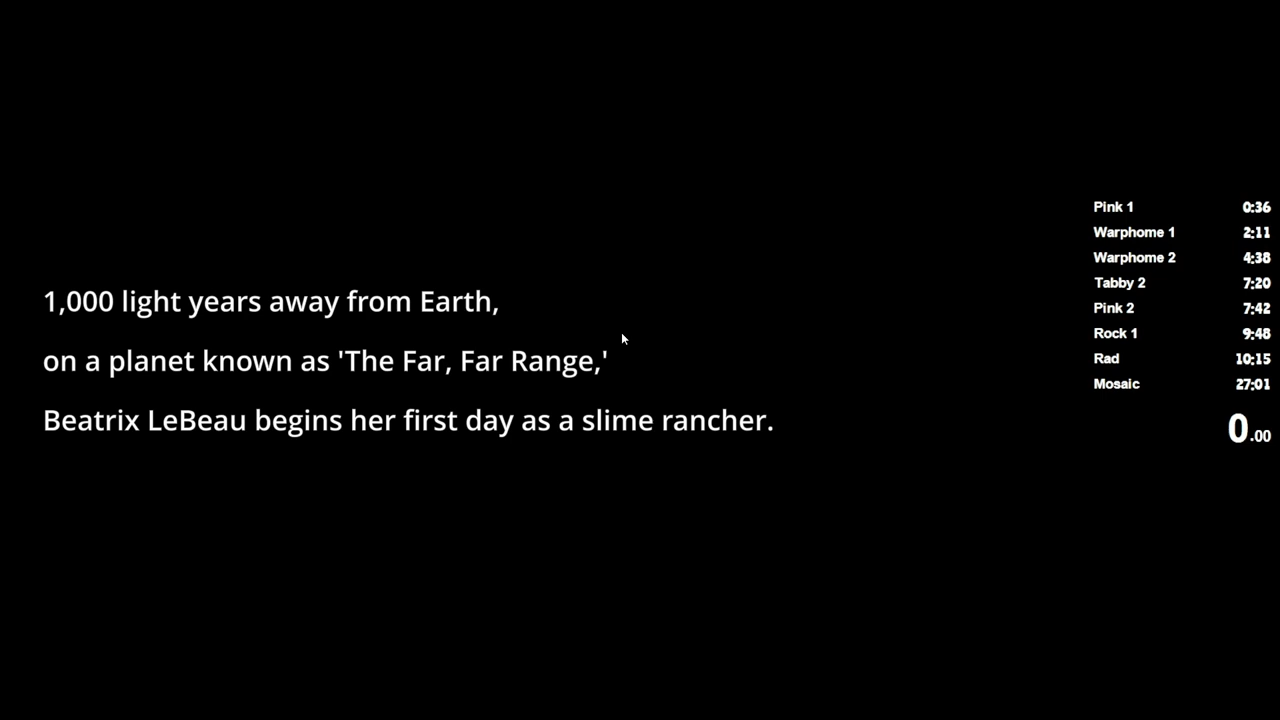 1,000 light years away from Earth,
on a planet known as 'The Far, Far Range,'
Beatrix LeBeau begins her first day as a slime rancher.
Pink 1 0:36
Warphome 1 2:11
Warphome 2 4:38
Tabby 2 7:20
Pink 2 7:42
Rock 1 9:48
Rad 10:15
Mosaic 27:01
0.00